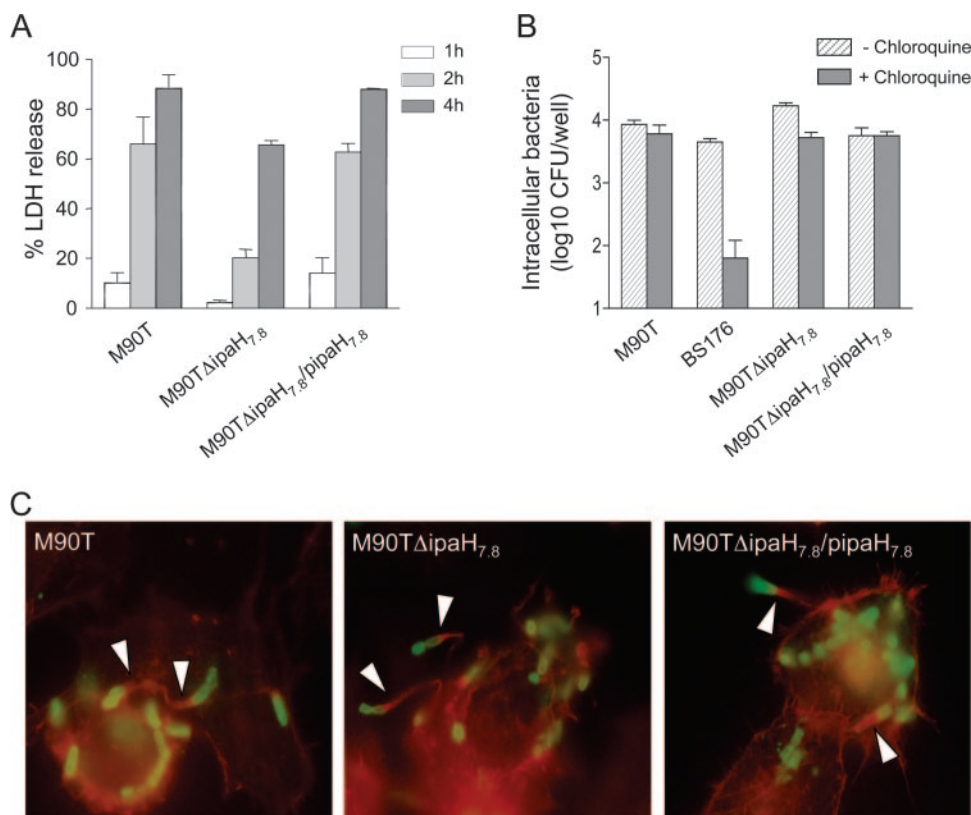 A
% LDH release
100
80
60
40
20
0
1h
2h
4h
M90T
M90TΔipaH7.8
M90TΔipaH7.8/pipaH7.8
B
Intracellular bacteria
(log10 CFU/well)
5
4
3
2
1
- Chloroquine
+ Chloroquine
M90T
BS176
M90TΔipaH7.8
M90TΔipaH7.8/pipaH7.8
C
M90T
M90TΔipaH7.8
M90TΔipaH7.8/pipaH7.8